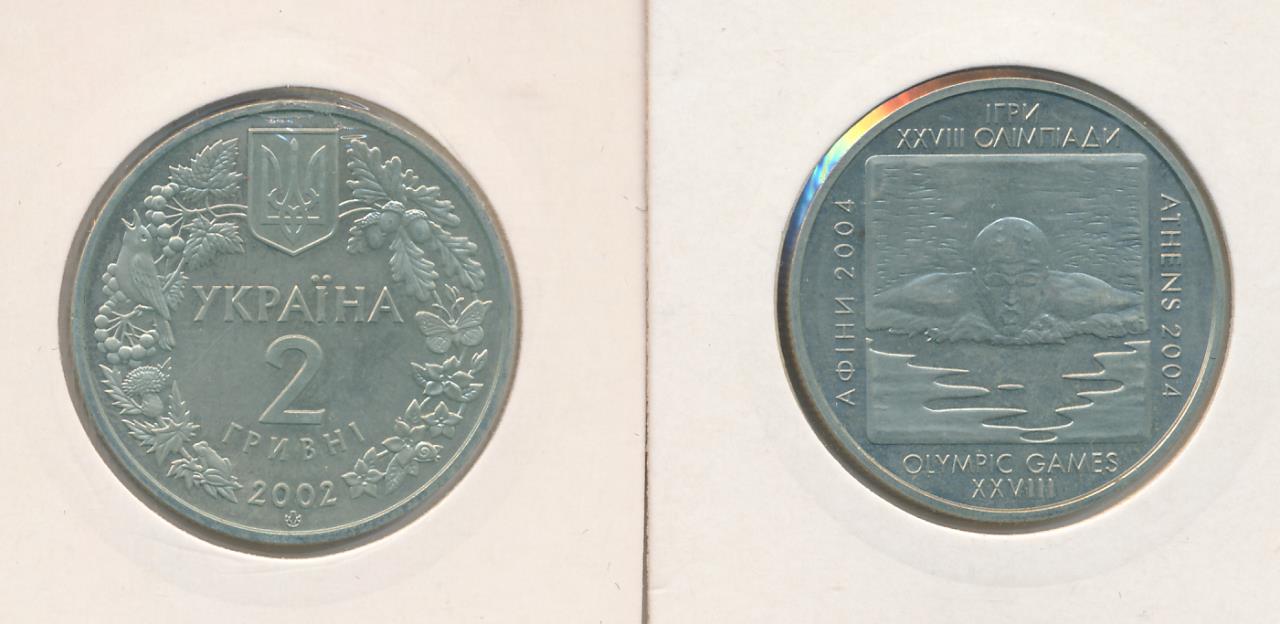 УКРАЇНА
2
ГРИВНІ
2002
ІГРИ
XXVIII ОЛІМПІАДИ
АФІНИ 2004
ATHENS 2004
OLYMPIC GAMES
XXVIII